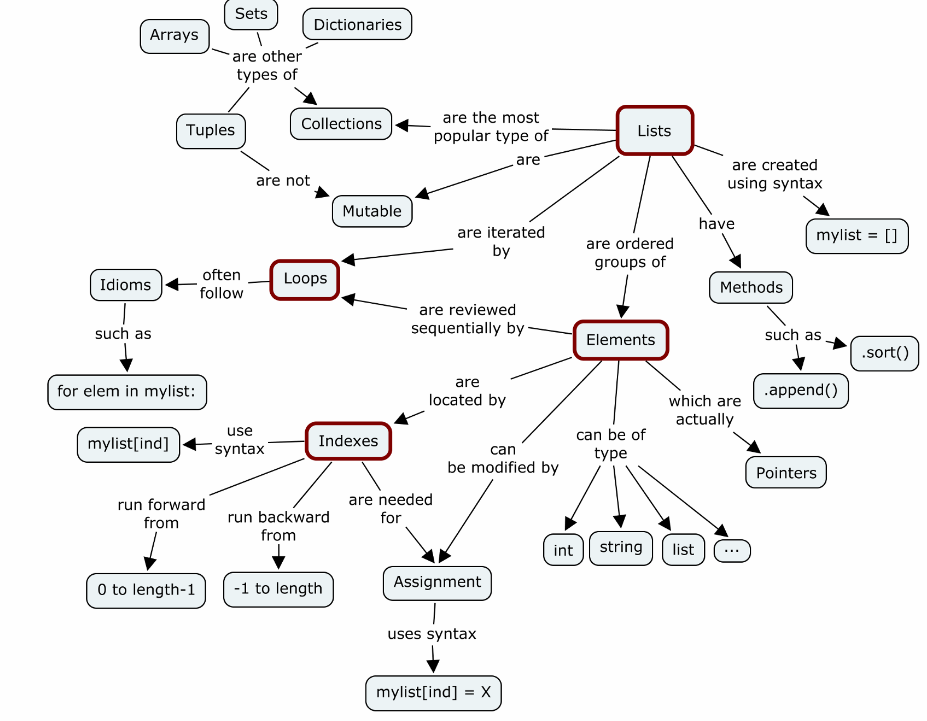 Sets
Arrays
Dictionaries
are other
types of
Tuples
Collections
are the most
popular type of
Lists
are
are not
Mutable
are created
using syntax
mylist = []
are iterated
by
are ordered
groups of
have
Methods
such as
.sort()
.append()
Loops
often
follow
Idioms
such as
for elem in mylist:
are reviewed
sequentially by
Elements
are
located by
which are
actually
Pointers
can be of
type
int
string
list
...
can
be modified by
Indexes
use
syntax
mylist[ind]
run forward
from
0 to length-1
run backward
from
-1 to length
are needed
for
Assignment
uses syntax
mylist[ind] = X